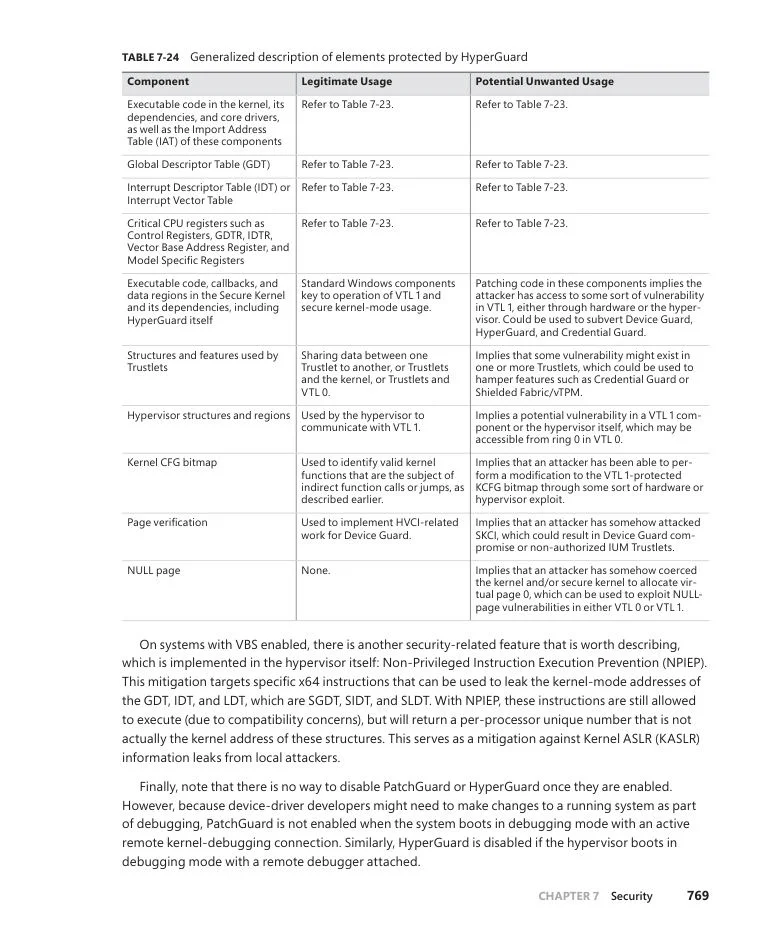 TABLE 7-24 Generalized description of elements protected by HyperGuard
Component Legitimate Usage Potential Unwanted Usage
Executable code in the kernel, its
dependencies, and core drivers,
as well as the Import Address
Table (IAT) of these components
Refer to Table 7-23.
Refer to Table 7-23.
Global Descriptor Table (GDT)
Refer to Table 7-23.
Refer to Table 7-23.
Interrupt Descriptor Table (IDT) or
Interrupt Vector Table
Refer to Table 7-23.
Refer to Table 7-23.
Critical CPU registers such as
Control Registers, GDTR, IDTR,
Vector Base Address Register, and
Model Specific Registers
Refer to Table 7-23.
Refer to Table 7-23.
Executable code, callbacks, and
data regions in the Secure Kernel
and its dependencies, including
HyperGuard itself
Standard Windows components
key to operation of VTL 1 and
secure kernel-mode usage.
Patching code in these components implies the
attacker has access to some sort of vulnerability
in VTL 1, either through hardware or the hyper-
visor. Could be used to subvert Device Guard,
HyperGuard, and Credential Guard.
Structures and features used by
Trustlets
Sharing data between one
Trustlet to another, or Trustlets
and the kernel, or Trustlets and
VTL 0.
Implies that some vulnerability might exist in
one or more Trustlets, which could be used to
hamper features such as Credential Guard or
Shielded Fabric/vTPM.
Hypervisor structures and regions
Used by the hypervisor to
communicate with VTL 1.
Implies a potential vulnerability in a VTL 1 com-
ponent or the hypervisor itself, which may be
accessible from ring 0 in VTL 0.
Kernel CFG bitmap
Used to identify valid kernel
functions that are the subject of
indirect function calls or jumps, as
described earlier.
Implies that an attacker has been able to per-
form a modification to the VTL 1-protected
KCFG bitmap through some sort of hardware or
hypervisor exploit.
Page verification
Used to implement HVCI-related
work for Device Guard.
Implies that an attacker has somehow attacked
SKCI, which could result in Device Guard com-
promise or non-authorized IUM Trustlets.
NULL page
None.
Implies that an attacker has somehow coerced
the kernel and/or secure kernel to allocate vir-
tual page 0, which can be used to exploit NULL-
page vulnerabilities in either VTL 0 or VTL 1.
On systems with VBS enabled, there is another security-related feature that is worth describing,
which is implemented in the hypervisor itself: Non-Privileged Instruction Execution Prevention (NPIEP).
This mitigation targets specific x64 instructions that can be used to leak the kernel-mode addresses of
the GDT, IDT, and LDT, which are SGDT, SIDT, and SLDT. With NPIEP, these instructions are still allowed
to execute (due to compatibility concerns), but will return a per-processor unique number that is not
actually the kernel address of these structures. This serves as a mitigation against Kernel ASLR (KASLR)
information leaks from local attackers.
Finally, note that there is no way to disable PatchGuard or HyperGuard once they are enabled.
However, because device-driver developers might need to make changes to a running system as part
of debugging, PatchGuard is not enabled when the system boots in debugging mode with an active
remote kernel-debugging connection. Similarly, HyperGuard is disabled if the hypervisor boots in
debugging mode with a remote debugger attached.
CHAPTER 7 Security 769